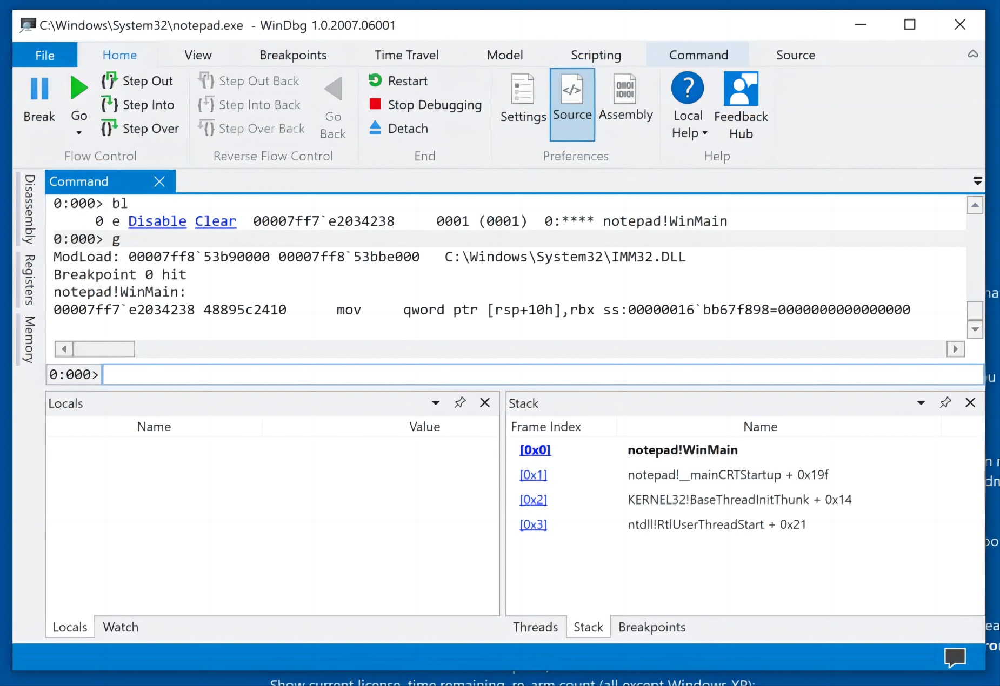 C:\Windows\System32\notepad.exe - WinDbg 1.0.2007.06001
File Home View Breakpoints Time Travel Model Scripting Command Source
Break
Go
Step Out
Step Into
Step Over
Flow Control
Step Out Back
Step Into Back
Step Over Back
Go
Back
Reverse Flow Control
Restart
Stop Debugging
Detach
End
Settings
Source
Assembly
Preferences
Local
Help
Feedback
Hub
Help
Disassembly
Registers
Memory
Command
0:000> bl
0 e Disable Clear 00007ff7`e2034238 0001 (0001) 0:**** notepad!WinMain
0:000> g
ModLoad: 00007ff8`53b90000 00007ff8`53bbe000 C:\Windows\System32\IMM32.DLL
Breakpoint 0 hit
notepad!WinMain:
00007ff7`e2034238 48895c2410 mov qword ptr [rsp+10h],rbx ss:00000016`bb67f898=0000000000000000
0:000>
Locals
Name Value
Locals Watch
Stack
Frame Index Name
[0x0] notepad!WinMain
[0x1] notepad!__mainCRTStartup + 0x19f
[0x2] KERNEL32!BaseThreadInitThunk + 0x14
[0x3] ntdll!RtlUserThreadStart + 0x21
Threads Stack Breakpoints
Show current license, time remaining, re-arm count (all except Windows XP):